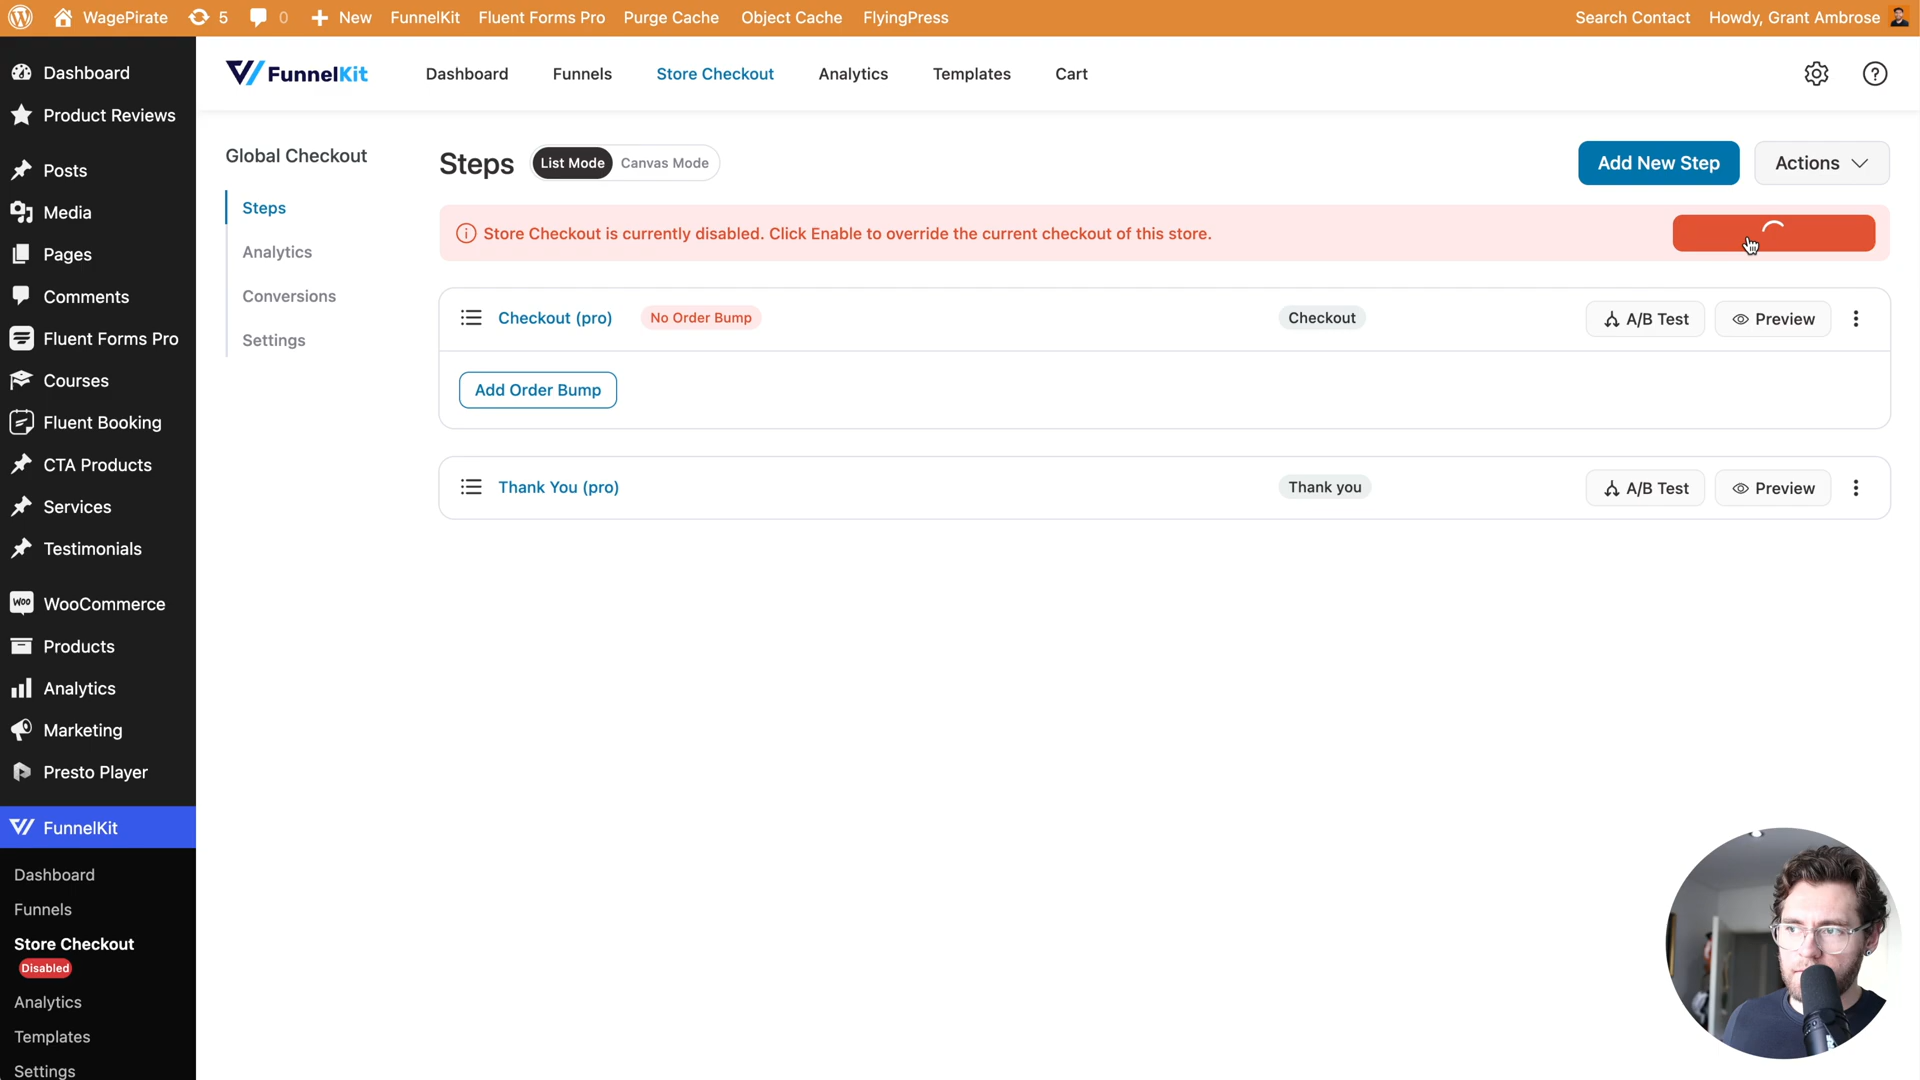 WagePirate 5 0 New FunnelKit Fluent Forms Pro Purge Cache Object Cache FlyingPress Search Contact Howdy, Grant Ambrose
FunnelKit Dashboard Funnels Store Checkout Analytics Templates Cart
Dashboard
Product Reviews
Posts
Media
Pages
Comments
Fluent Forms Pro
Courses
Fluent Booking
CTA Products
Services
Testimonials
WooCommerce
Products
Analytics
Marketing
Presto Player
FunnelKit
Dashboard
Funnels
Store Checkout
Disabled
Analytics
Templates
Settings
Global Checkout
Steps
Analytics
Conversions
Settings
Steps List Mode Canvas Mode Add New Step Actions
Store Checkout is currently disabled. Click Enable to override the current checkout of this store.
Checkout (pro) No Order Bump Checkout A/B Test Preview
Add Order Bump
Thank You (pro) Thank you A/B Test Preview